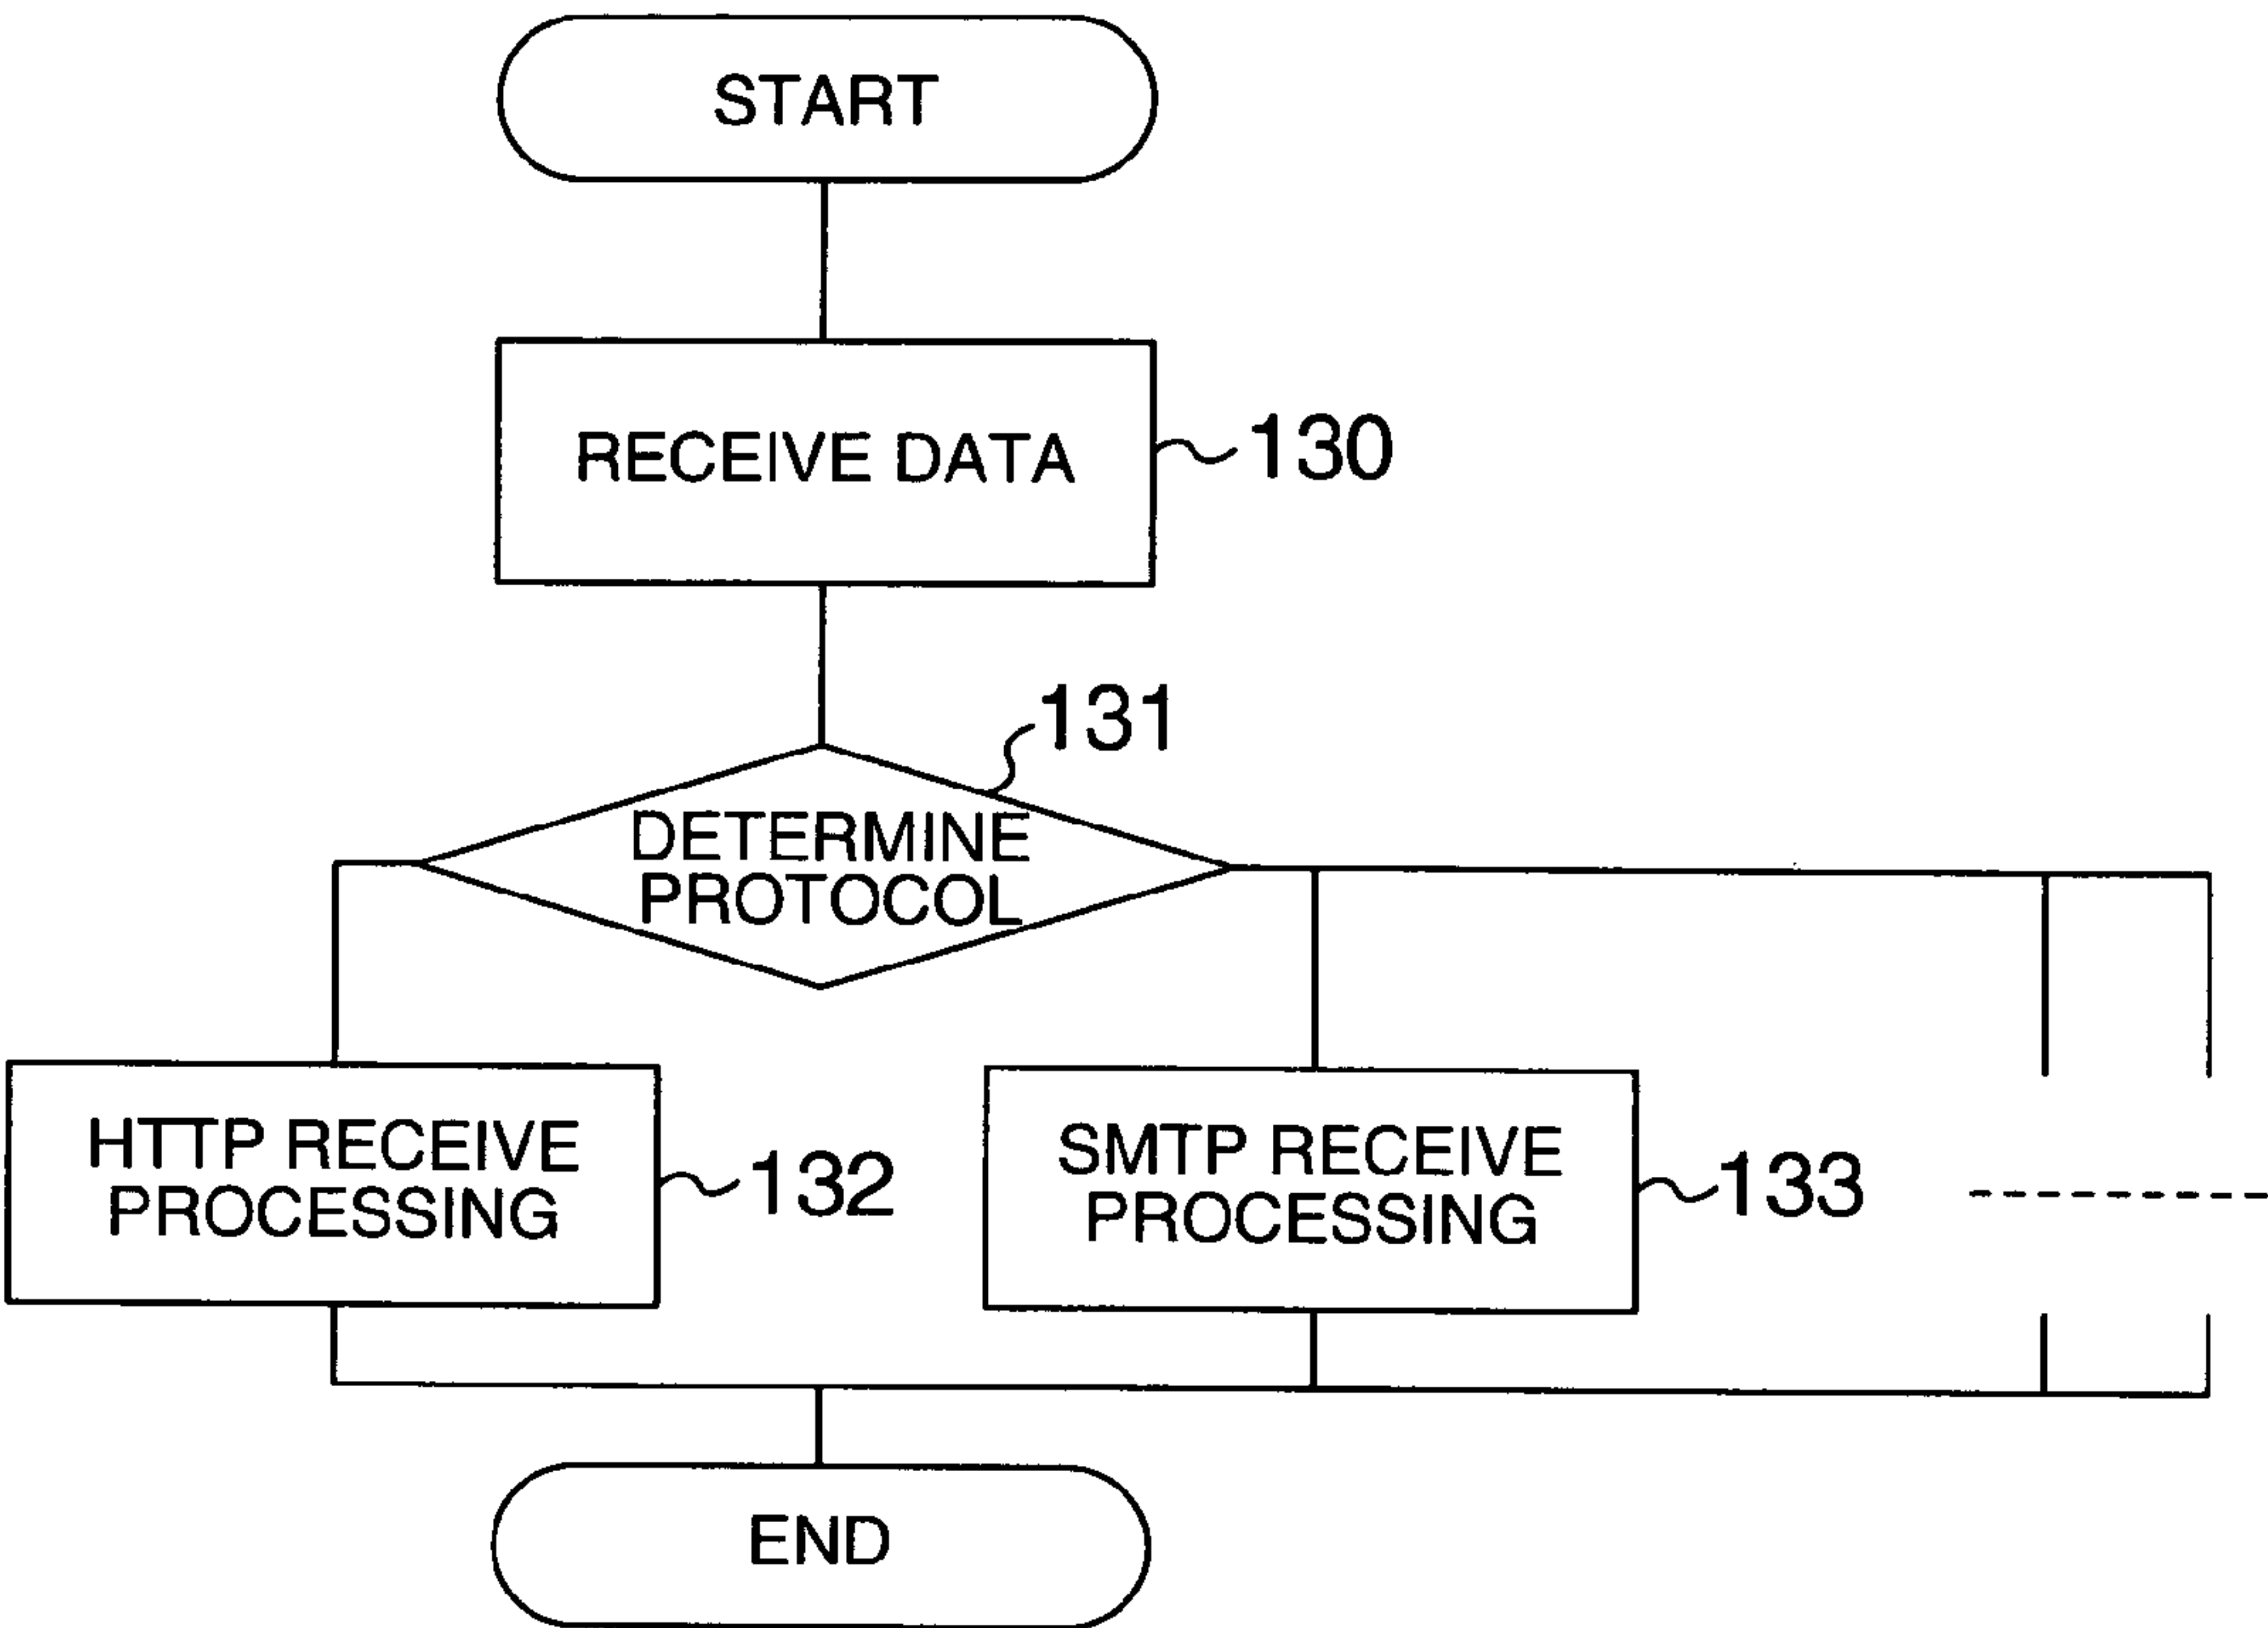 START
RECEIVE DATA
130
131
DETERMINE
PROTOCOL
HTTP RECEIVE
PROCESSING
132
SMTP RECEIVE
PROCESSING
133
END